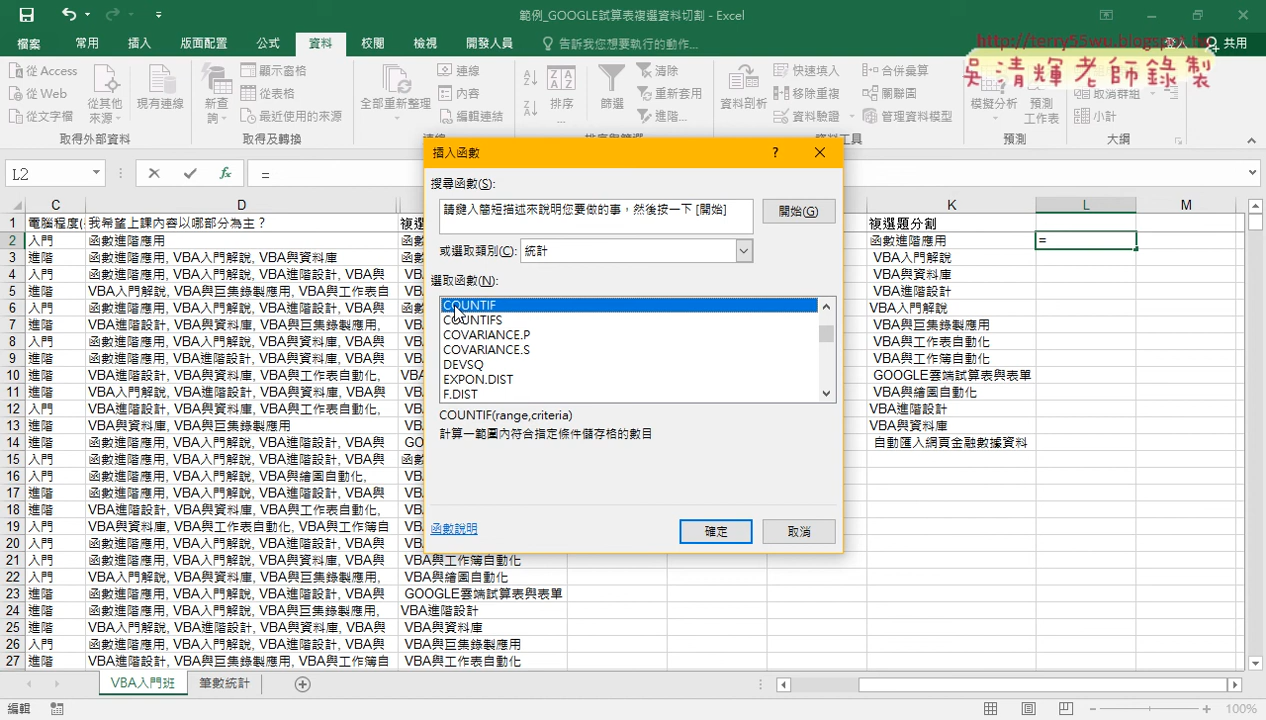 範例_GOOGLE試算表複選資料切割 - Excel
http://terry55wu.blogspot.tw
吳清輝老師錄製
檔案 常用 插入 版面配置 公式 資料 校閱 檢視 開發人員 告訴我您想要執行的動作... 登入 共用
從 Access
從 Web
從文字檔
從其他來源
現有連線
取得外部資料
新查詢
顯示窗格
從表格
最近使用的來源
取得及轉換
全部重新整理
連線
內容
編輯連結
排序
篩選
清除
重新套用
進階...
資料剖析
快速填入
移除重複
資料驗證
合併彙算
關聯圖
管理資料模型
資料工具
模擬分析
預測工作表
預測
取消群組
小計
大綱
L2
fx
=
插入函數
?
搜尋函數(S):
請鍵入簡短描述來說明您要做的事，然後按一下 [開始]
開始(G)
或選取類別(C): 統計
選取函數(N):
COUNTIF
COUNTIFS
COVARIANCE.P
COVARIANCE.S
DEVSQ
EXPON.DIST
F.DIST
COUNTIF(range,criteria)
計算一範圍內符合指定條件儲存格的數目
函數說明
確定 取消
C D K L M
1 電腦程度( 我希望上課內容以哪部分為主？ 複選題分割
2 入門 函數進階應用 函數進階應用 =
3 進階 函數進階應用, VBA入門解說, VBA與資料庫 VBA入門解說
4 入門 函數進階應用, VBA入門解說, VBA進階設計, VBA與 VBA與資料庫
5 進階 函數進階應用, VBA與巨集錄製應用, VBA與工作表自 VBA進階設計
6 入門 函數進階應用, VBA入門解說, VBA進階設計, VBA與 VBA入門解說
7 進階 VBA進階設計, VBA與資料庫, VBA與巨集錄製應用, VBA與巨集錄製應用
8 入門 函數進階應用, VBA入門解說, VBA進階設計, VBA與 VBA與工作表自動化
9 進階 函數進階應用, VBA進階設計, VBA與資料庫, VBA與 VBA與工作簿自動化
10 進階 VBA進階設計, VBA與資料庫, VBA與工作表自動化, GOOGLE雲端試算表與表單
11 進階 函數進階應用, VBA入門解說, VBA進階設計, VBA與 VBA與繪圖自動化
12 入門 函數進階應用, VBA與資料庫, VBA與工作表自動化, VBA進階設計
13 進階 VBA與資料庫, VBA與巨集錄製應用 VBA與資料庫
14 進階 函數進階應用, VBA入門解說, VBA進階設計, VBA與 GO 自動匯入網頁金融數據資料
15 入門 函數進階應用, VBA入門解說, VBA進階設計, VBA與
16 入門 VBA入門解說, VBA與資料庫, VBA與繪圖自動化,
17 進階 VBA入門解說, VBA進階設計, VBA與資料庫, VBA與
18 進階 函數進階應用, VBA入門解說, VBA進階設計, VBA與
19 入門 VBA與資料庫, VBA與工作表自動化, VBA與工作簿自
20 入門 函數進階應用, VBA入門解說, VBA進階設計, VBA與
21 入門 函數進階應用, VBA入門解說, VBA進階設計, VBA與 VBA與工作簿自動化
22 入門 VBA入門解說, VBA與資料庫, VBA與巨集錄製應用, VBA與繪圖自動化
23 進階 函數進階應用, VBA入門解說, VBA進階設計, VBA與 GOOGLE雲端試算表與表單
24 進階 函數進階應用, VBA入門解說, VBA與巨集錄製應用, VBA進階設計
25 進階 VBA入門解說, VBA進階設計, VBA與資料庫, VBA與 VBA與資料庫
26 入門 函數進階應用, VBA入門解說, VBA進階設計, VBA與 VBA與巨集錄製應用
27 進階 VBA進階設計, VBA與巨集錄製應用, VBA與工作簿自 VBA與工作表自動化
VBA入門班 筆數統計
編輯 100%